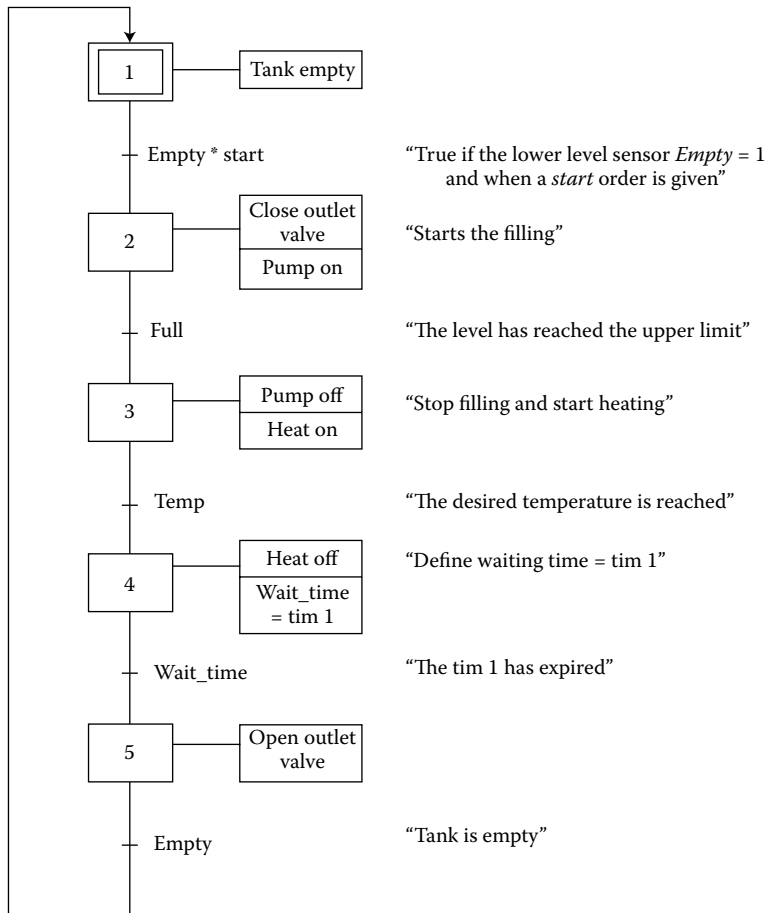 1
Tank empty
Empty * start
“True if the lower level sensor Empty = 1
and when a start order is given”
2
Close outlet
valve
Pump on
“Starts the filling”
Full
“The level has reached the upper limit”
3
Pump off
Heat on
“Stop filling and start heating”
Temp
“The desired temperature is reached”
4
Heat off
Wait_time
= tim 1
“Define waiting time = tim 1”
Wait_time
“The tim 1 has expired”
5
Open outlet
valve
Empty
“Tank is empty”